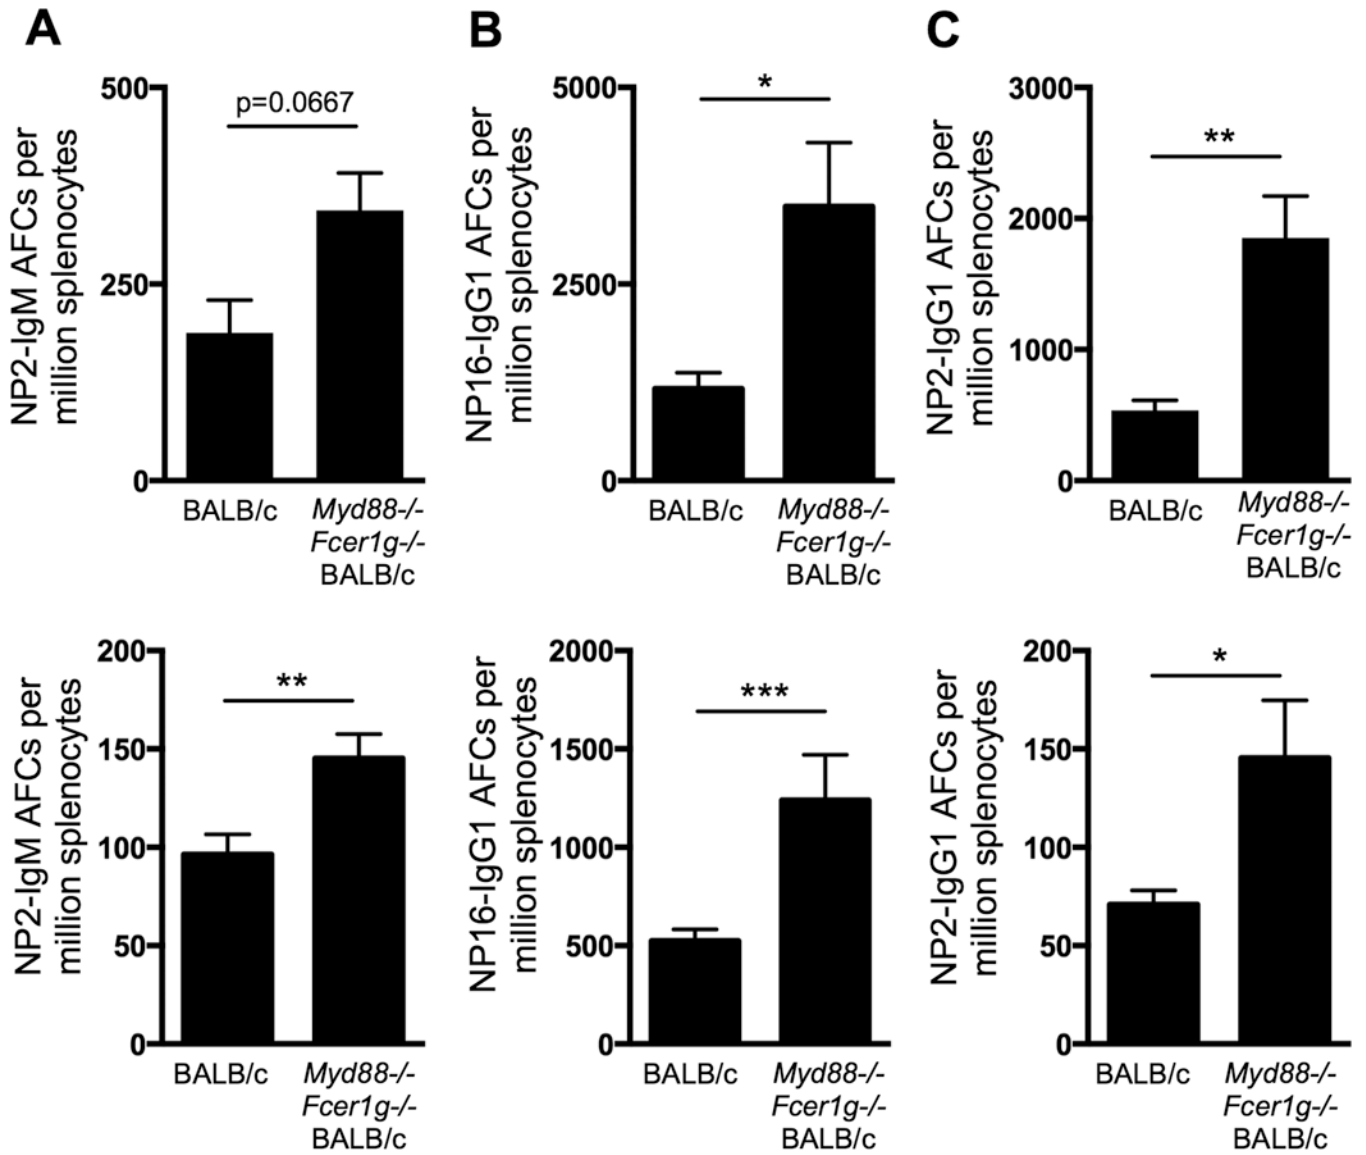 A
B
C
NP2-IgM AFCs per
million splenocytes
500
250
0
p=0.0667
BALB/c
Myd88-/-
Fcer1g-/-
BALB/c
NP16-IgG1 AFCs per
million splenocytes
5000
2500
0
*
BALB/c
Myd88-/-
Fcer1g-/-
BALB/c
NP2-IgG1 AFCs per
million splenocytes
3000
2000
1000
0
**
BALB/c
Myd88-/-
Fcer1g-/-
BALB/c
NP2-IgM AFCs per
million splenocytes
200
150
100
50
0
**
BALB/c
Myd88-/-
Fcer1g-/-
BALB/c
NP16-IgG1 AFCs per
million splenocytes
2000
1500
1000
500
0
***
BALB/c
Myd88-/-
Fcer1g-/-
BALB/c
NP2-IgG1 AFCs per
million splenocytes
200
150
100
50
0
*
BALB/c
Myd88-/-
Fcer1g-/-
BALB/c